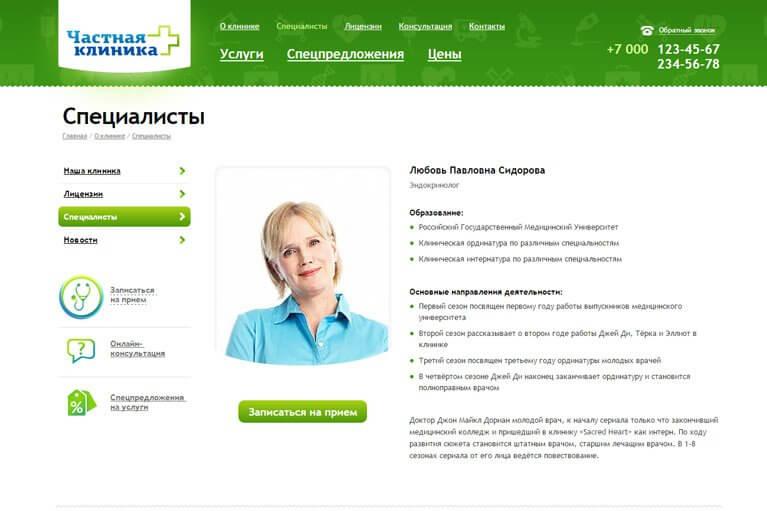 Частная
клиника
О клинике Специалисты Лицензии Консультация Контакты
Услуги Спецпредложения Цены
Обратный звонок
+7 000 123-45-67
234-56-78
Специалисты
Главная / О клинике / Специалисты
Наша клиника
Лицензии
Специалисты
Новости
Записаться
на прием
Онлайн-
консультация
Спецпредложения
на услуги
Записаться на прием
Любовь Павловна Сидорова
Эндокринолог
Образование:
Российский Государственный Медицинский Университет
Клиническая ординатура по различным специальностям
Клиническая интернатура по различным специальностям
Основные направления деятельности:
Первый сезон посвящен первому году работы выпускников медицинского
университета
Второй сезон рассказывает о втором годе работы Джей Ди, Тёрка и Эллиот в
клинике
Третий сезон посвящен третьему году ординатуры молодых врачей
В четвёртом сезоне Джей Ди наконец заканчивает ординатуру и становится
полноправным врачом
Доктор Джон Майкл Дориан молодой врач, к началу сериала только что закончивший
медицинский колледж и пришедший в клинику «Sacred Heart» как интерн. По ходу
развития сюжета становится штатным врачом, старшим лечащим врачом. В 1-8
сезонах сериала от его лица ведётся повествование.